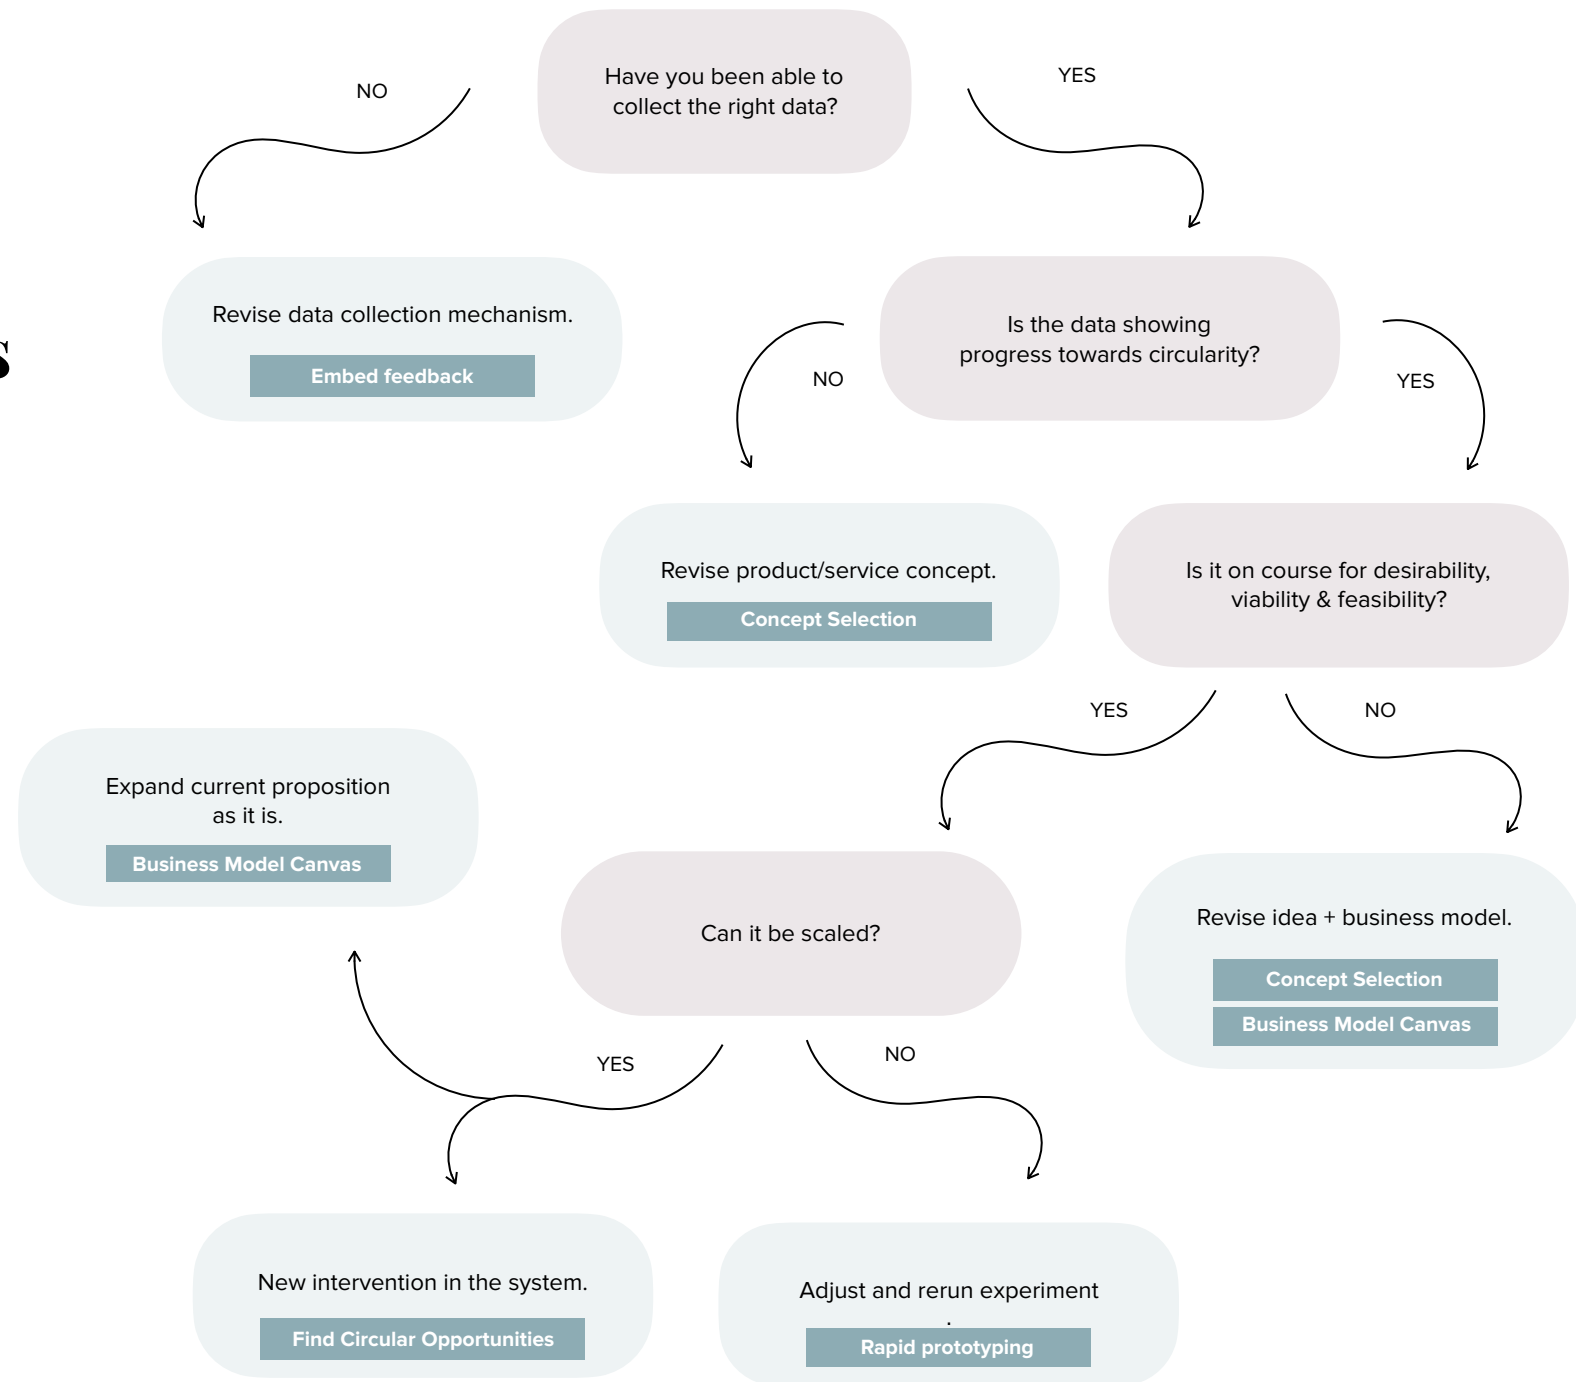 Have you been able to
collect the right data?
NO
YES
s
Revise data collection mechanism.
Embed feedback
Is the data showing
progress towards circularity?
NO
YES
Revise product/service concept.
Concept Selection
Is it on course for desirability,
viability & feasibility?
YES
NO
Expand current proposition
as it is.
Business Model Canvas
Can it be scaled?
Revise idea + business model.
Concept Selection
Business Model Canvas
YES
NO
New intervention in the system.
Find Circular Opportunities
Adjust and rerun experiment
.
Rapid prototyping